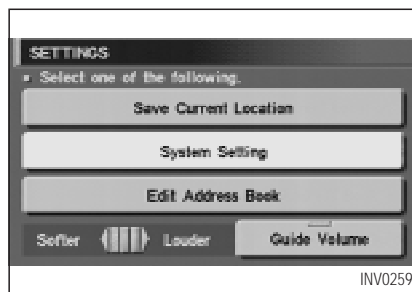 SETTINGS
Select one of the following.
Save Current Location
System Setting
Edit Address Book
Softer Louder Guide Volume
INV0259